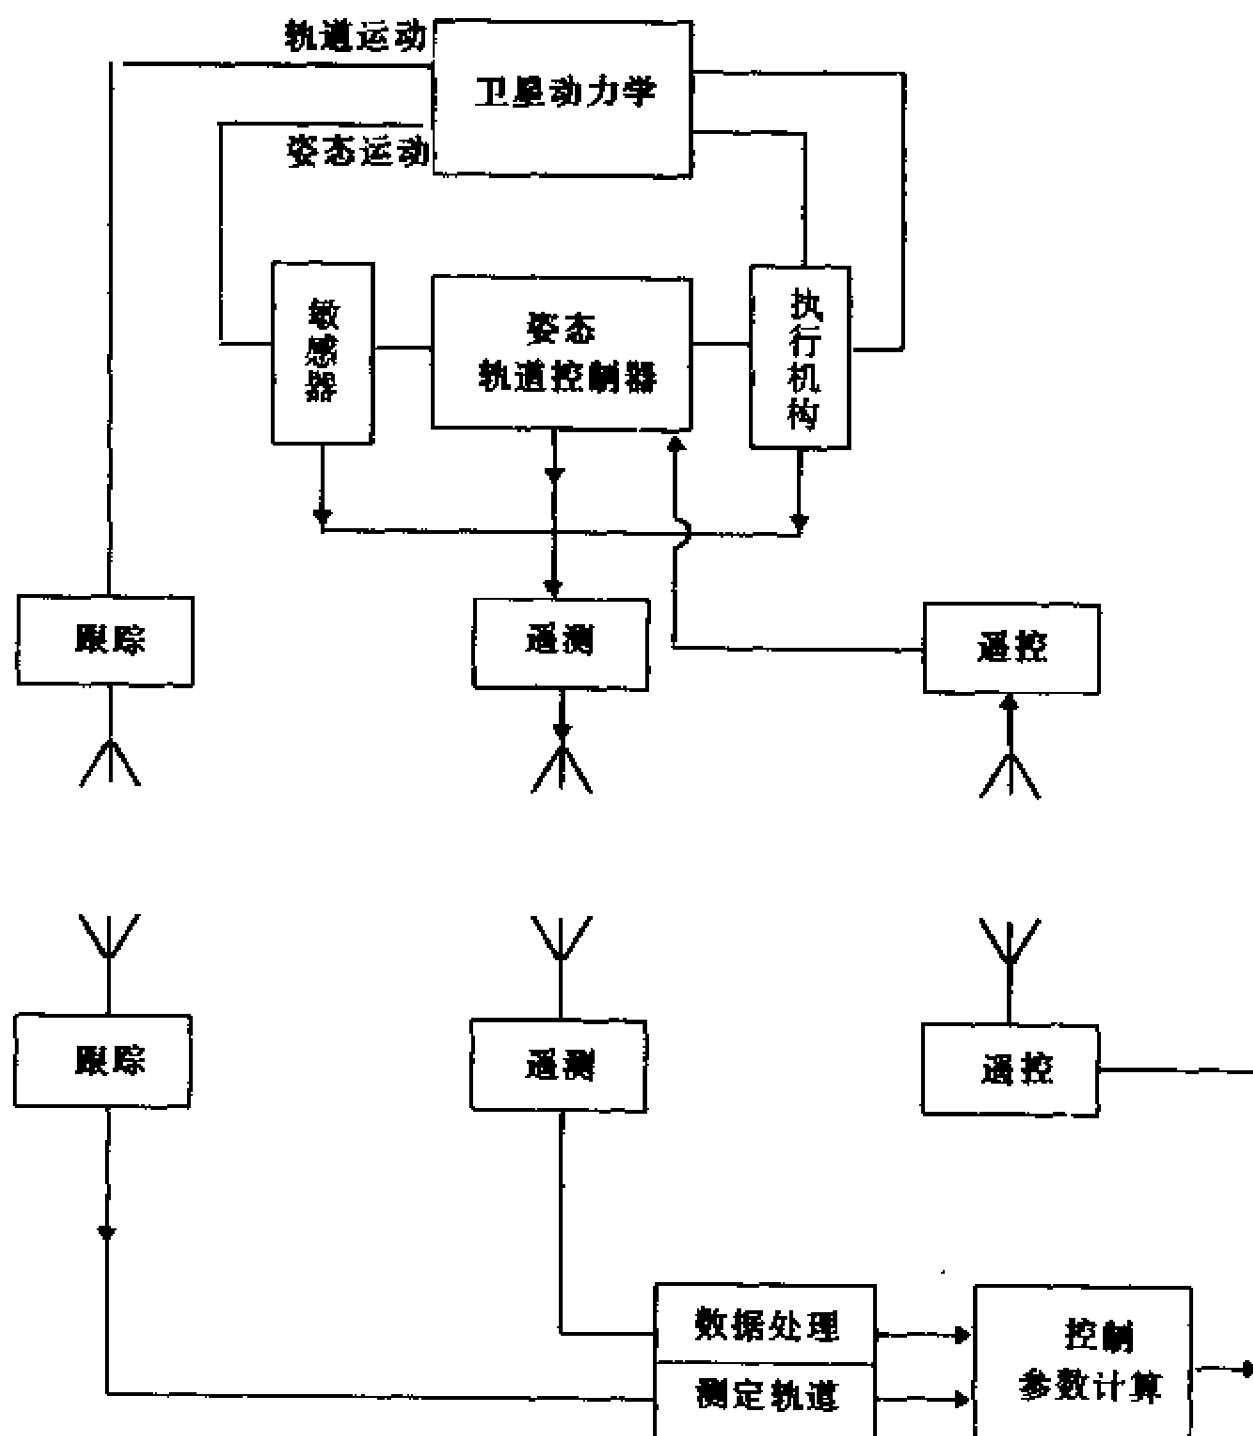 轨道运动
卫星动力学
姿态运动
敏感器
姿态
轨道控制器
执行机构
跟踪
遥测
遥控
跟踪
遥测
遥控
数据处理
控制
测定轨道
参数计算